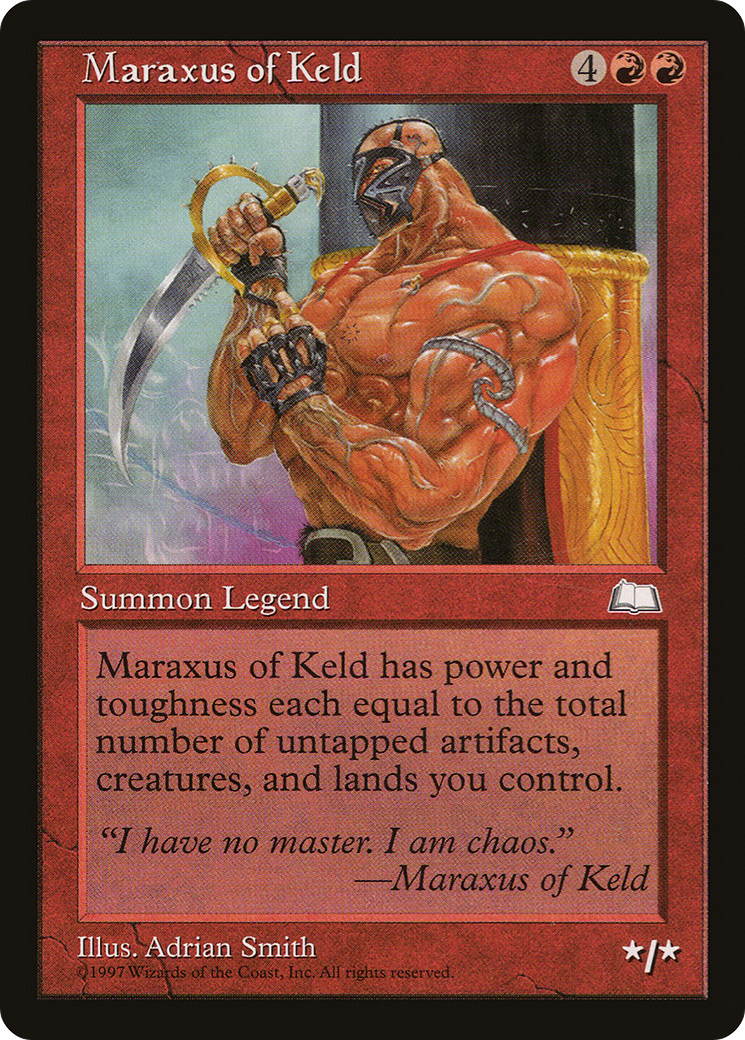 Maraxus of Keld 4
Summon Legend
Maraxus of Keld has power and
toughness each equal to the total
number of untapped artifacts,
creatures, and lands you control.
“I have no master. I am chaos.”
—Maraxus of Keld
Illus. Adrian Smith
©1997 Wizards of the Coast, Inc. All rights reserved.
*/*